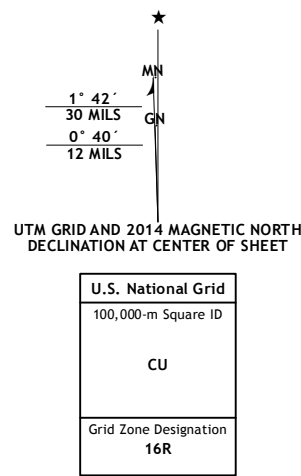 MN
1° 42´
30 MILS
GN
0° 40´
12 MILS
UTM GRID AND 2014 MAGNETIC NORTH
DECLINATION AT CENTER OF SHEET
U.S. National Grid
100,000-m Square ID
CU
Grid Zone Designation
16R